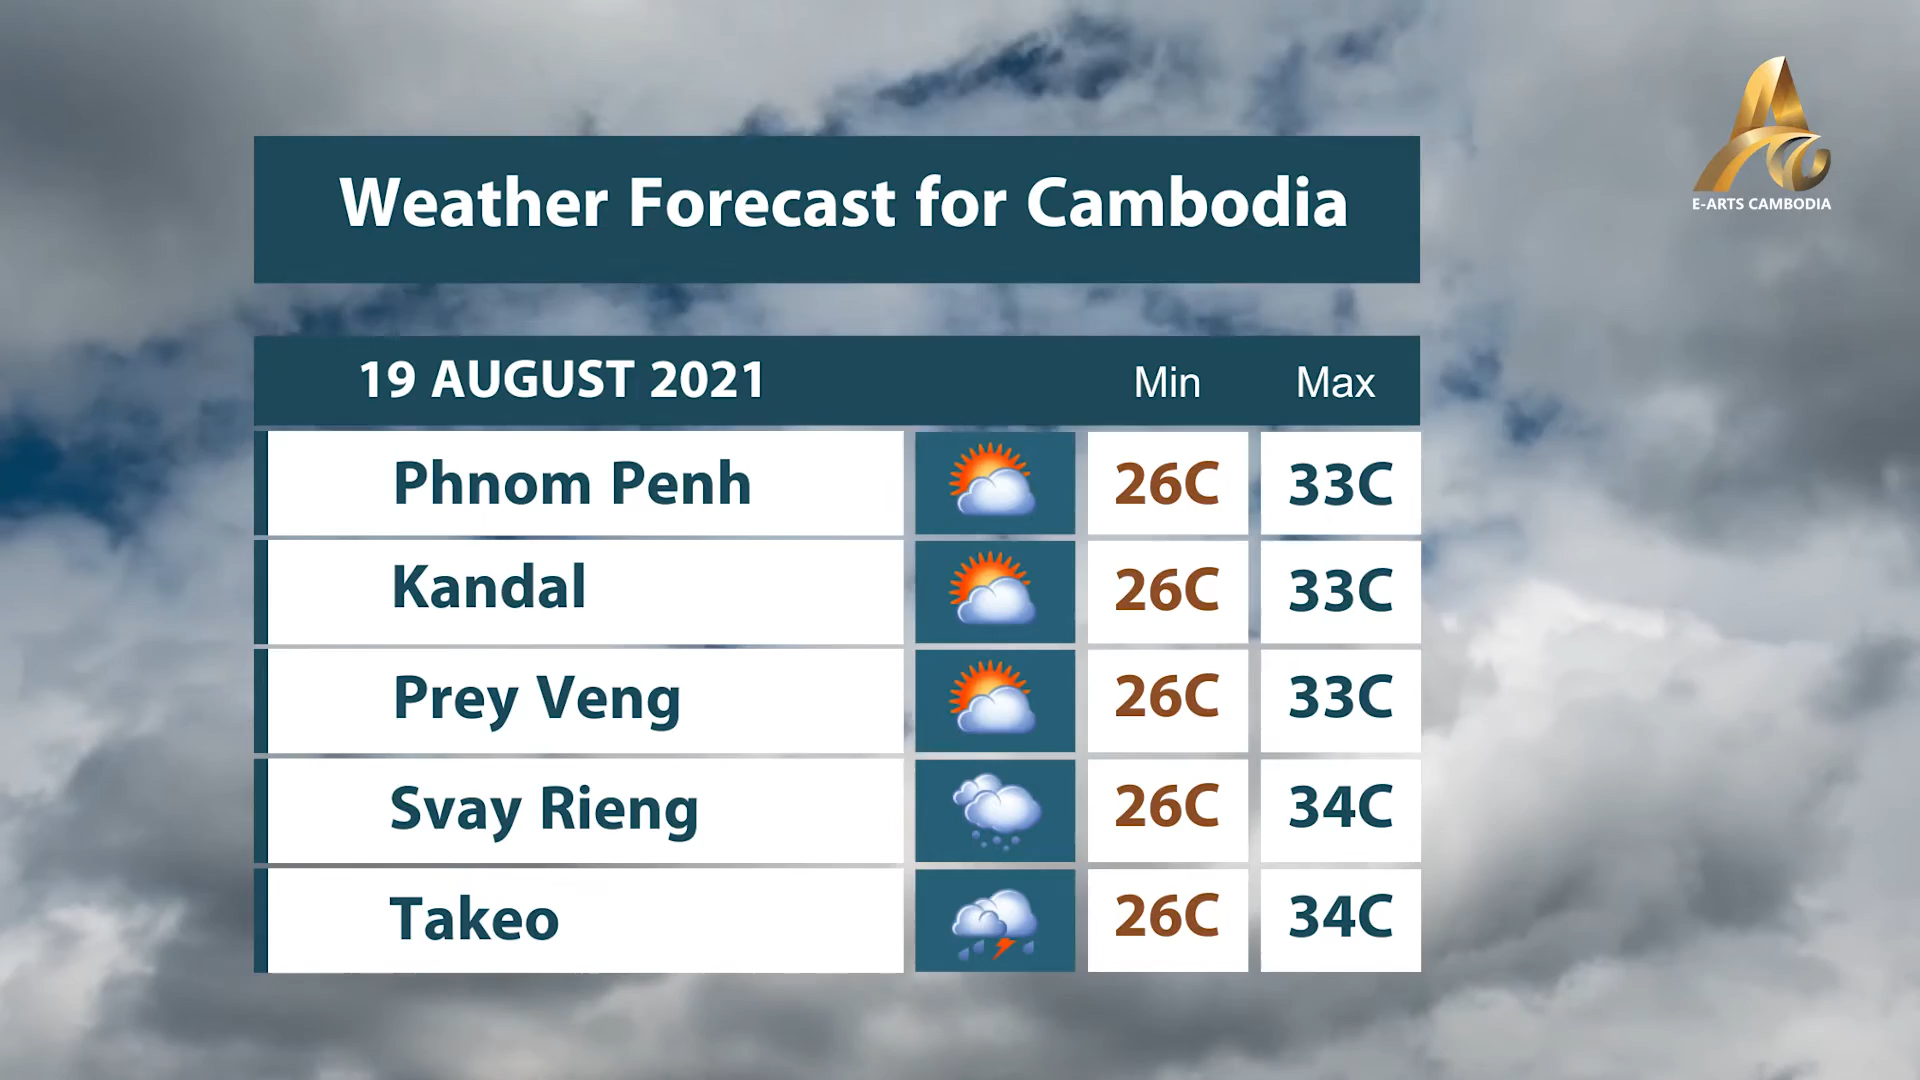 E-ARTS CAMBODIA
Weather Forecast for Cambodia
19 AUGUST 2021 Min Max
Phnom Penh 26C 33C
Kandal 26C 33C
Prey Veng 26C 33C
Svay Rieng 26C 34C
Takeo 26C 34C